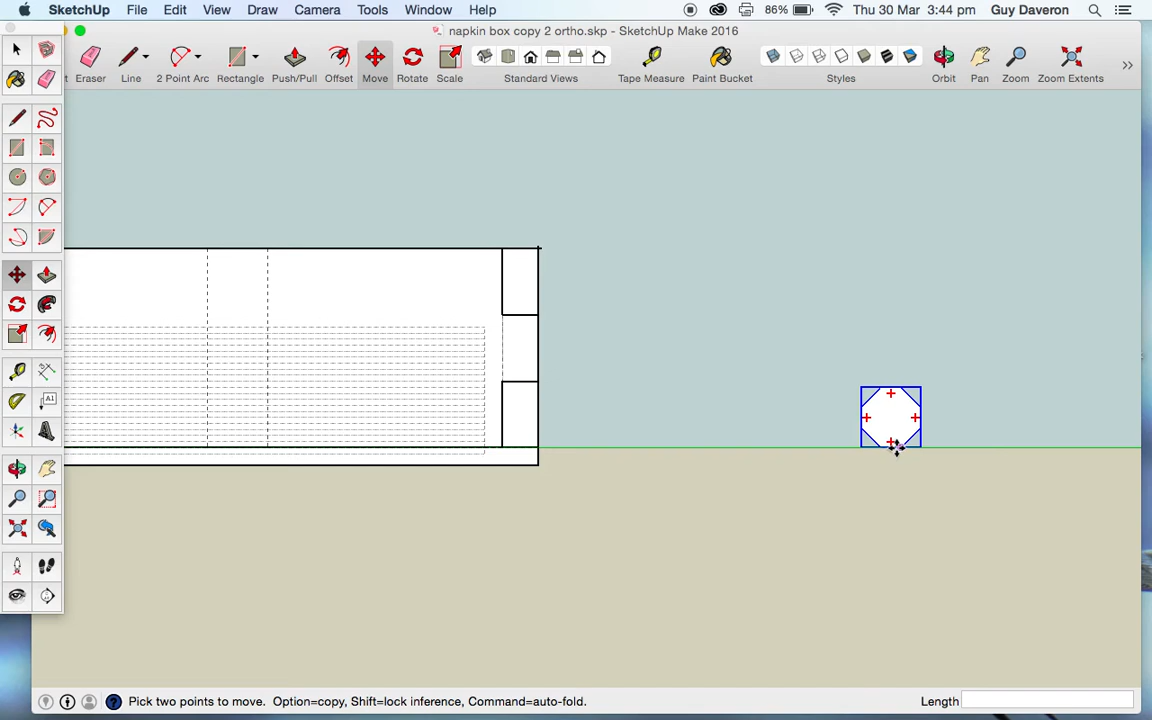 SketchUp File Edit View Draw Camera Tools Window Help 86% Thu 30 Mar 3:44 pm Guy Daveron
napkin box copy 2 ortho.skp - SketchUp Make 2016
Eraser Line 2 Point Arc Rectangle Push/Pull Offset Move Rotate Scale Standard Views Tape Measure Paint Bucket Styles Orbit Pan Zoom Zoom Extents
A1
Pick two points to move. Option=copy, Shift=lock inference, Command=auto-fold. Length